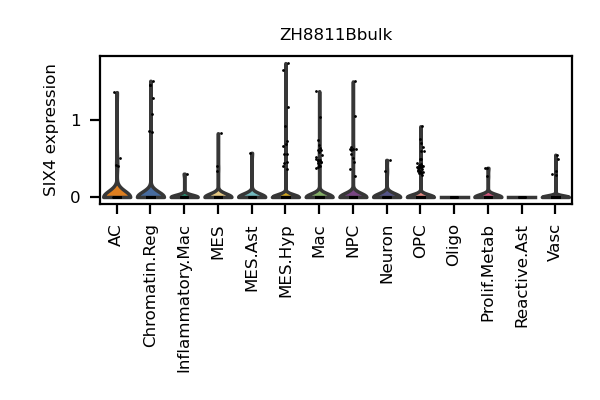 ZH8811Bbulk
SIX4 expression
1
0
AC
Chromatin.Reg
Inflammatory.Mac
MES
MES.Ast
MES.Hyp
Mac
NPC
Neuron
OPC
Oligo
Prolif.Metab
Reactive.Ast
Vasc